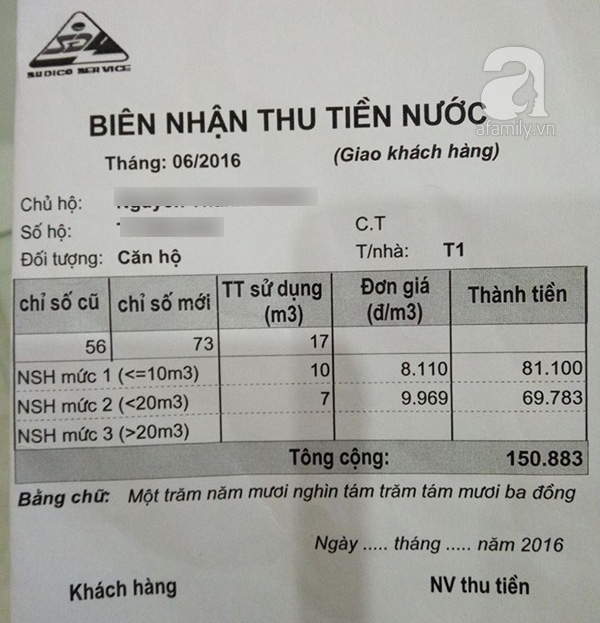 SUDICO SERVICE
a
afamily.vn
BIÊN NHẬN THU TIỀN NƯỚC
Tháng: 06/2016 (Giao khách hàng)
Chủ hộ:
Số hộ: C.T
Đối tượng: Căn hộ T/nhà: T1
chỉ số cũ chỉ số mới TT sử dụng (m3) Đơn giá (đ/m3) Thành tiền
56 73 17
NSH mức 1 (<=10m3) 10 8.110 81.100
NSH mức 2 (<20m3) 7 9.969 69.783
NSH mức 3 (>20m3)
Tông cộng: 150.883
Bằng chữ: Một trăm năm mươi nghìn tám trăm tám mươi ba đồng
Ngày ..... tháng ..... năm 2016
Khách hàng NV thu tiền